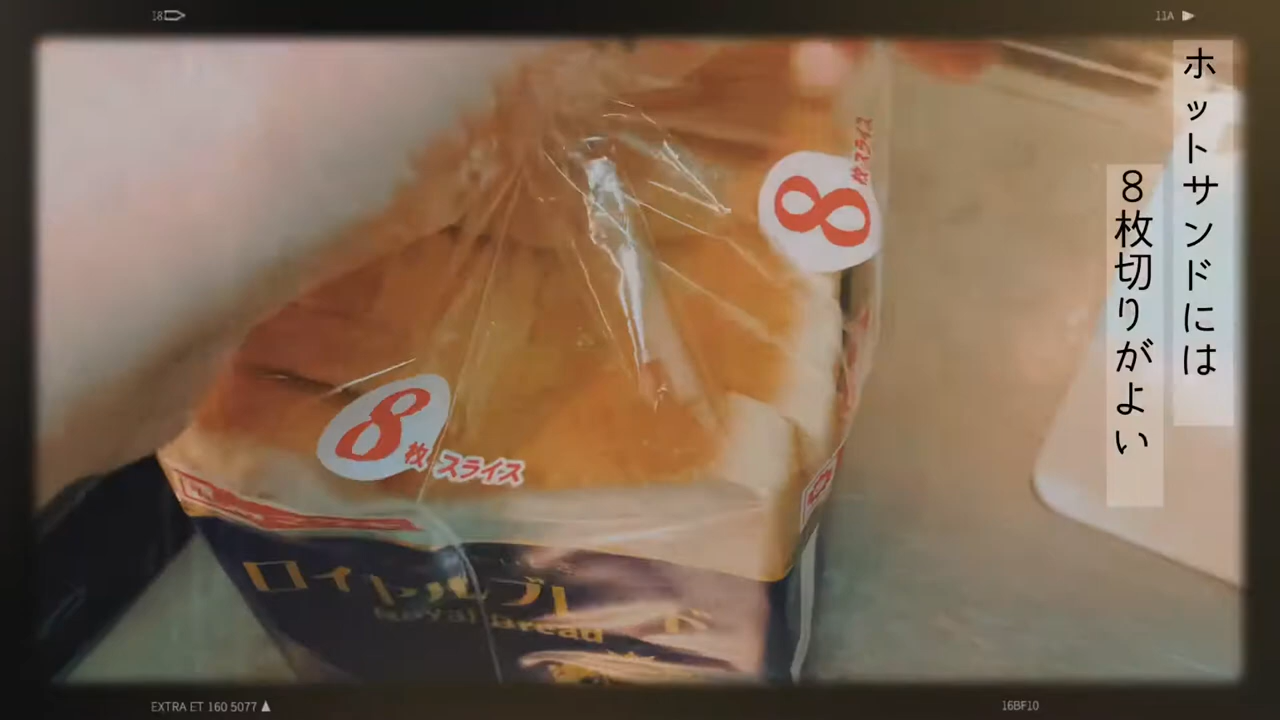 18
11A
ホットサンドには
８枚切りがよい
8枚スライス
8枚スライス
ロイヤルブレッド
Royal Bread
EXTRA ET 160 5077
16BF10